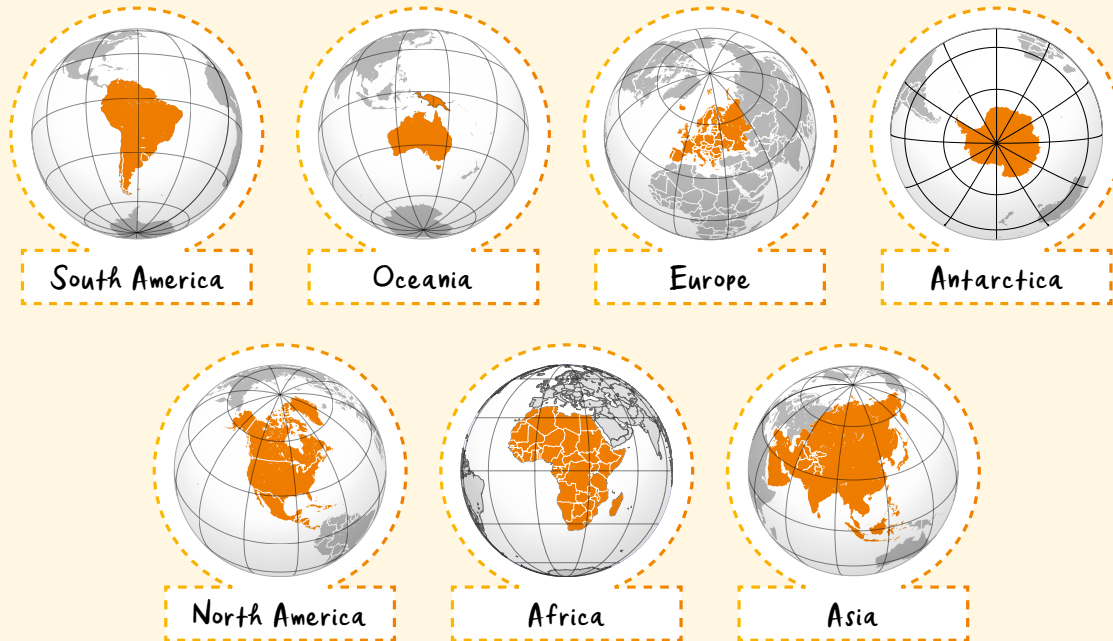 South America
Oceania
Europe
Antarctica
North America
Africa
Asia